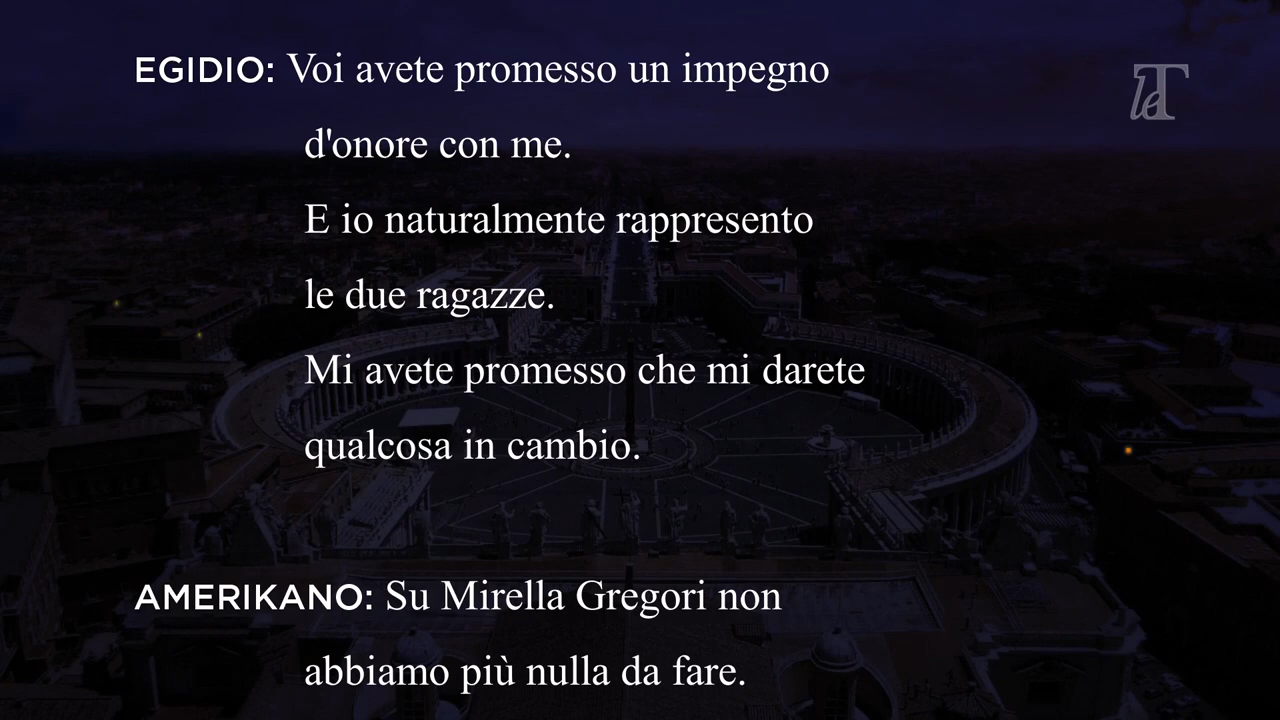 EGIDIO: Voi avete promesso un impegno
d'onore con me.
E io naturalmente rappresento
le due ragazze.
Mi avete promesso che mi darete
qualcosa in cambio.
AMERIKANO: Su Mirella Gregori non
abbiamo più nulla da fare.
leT